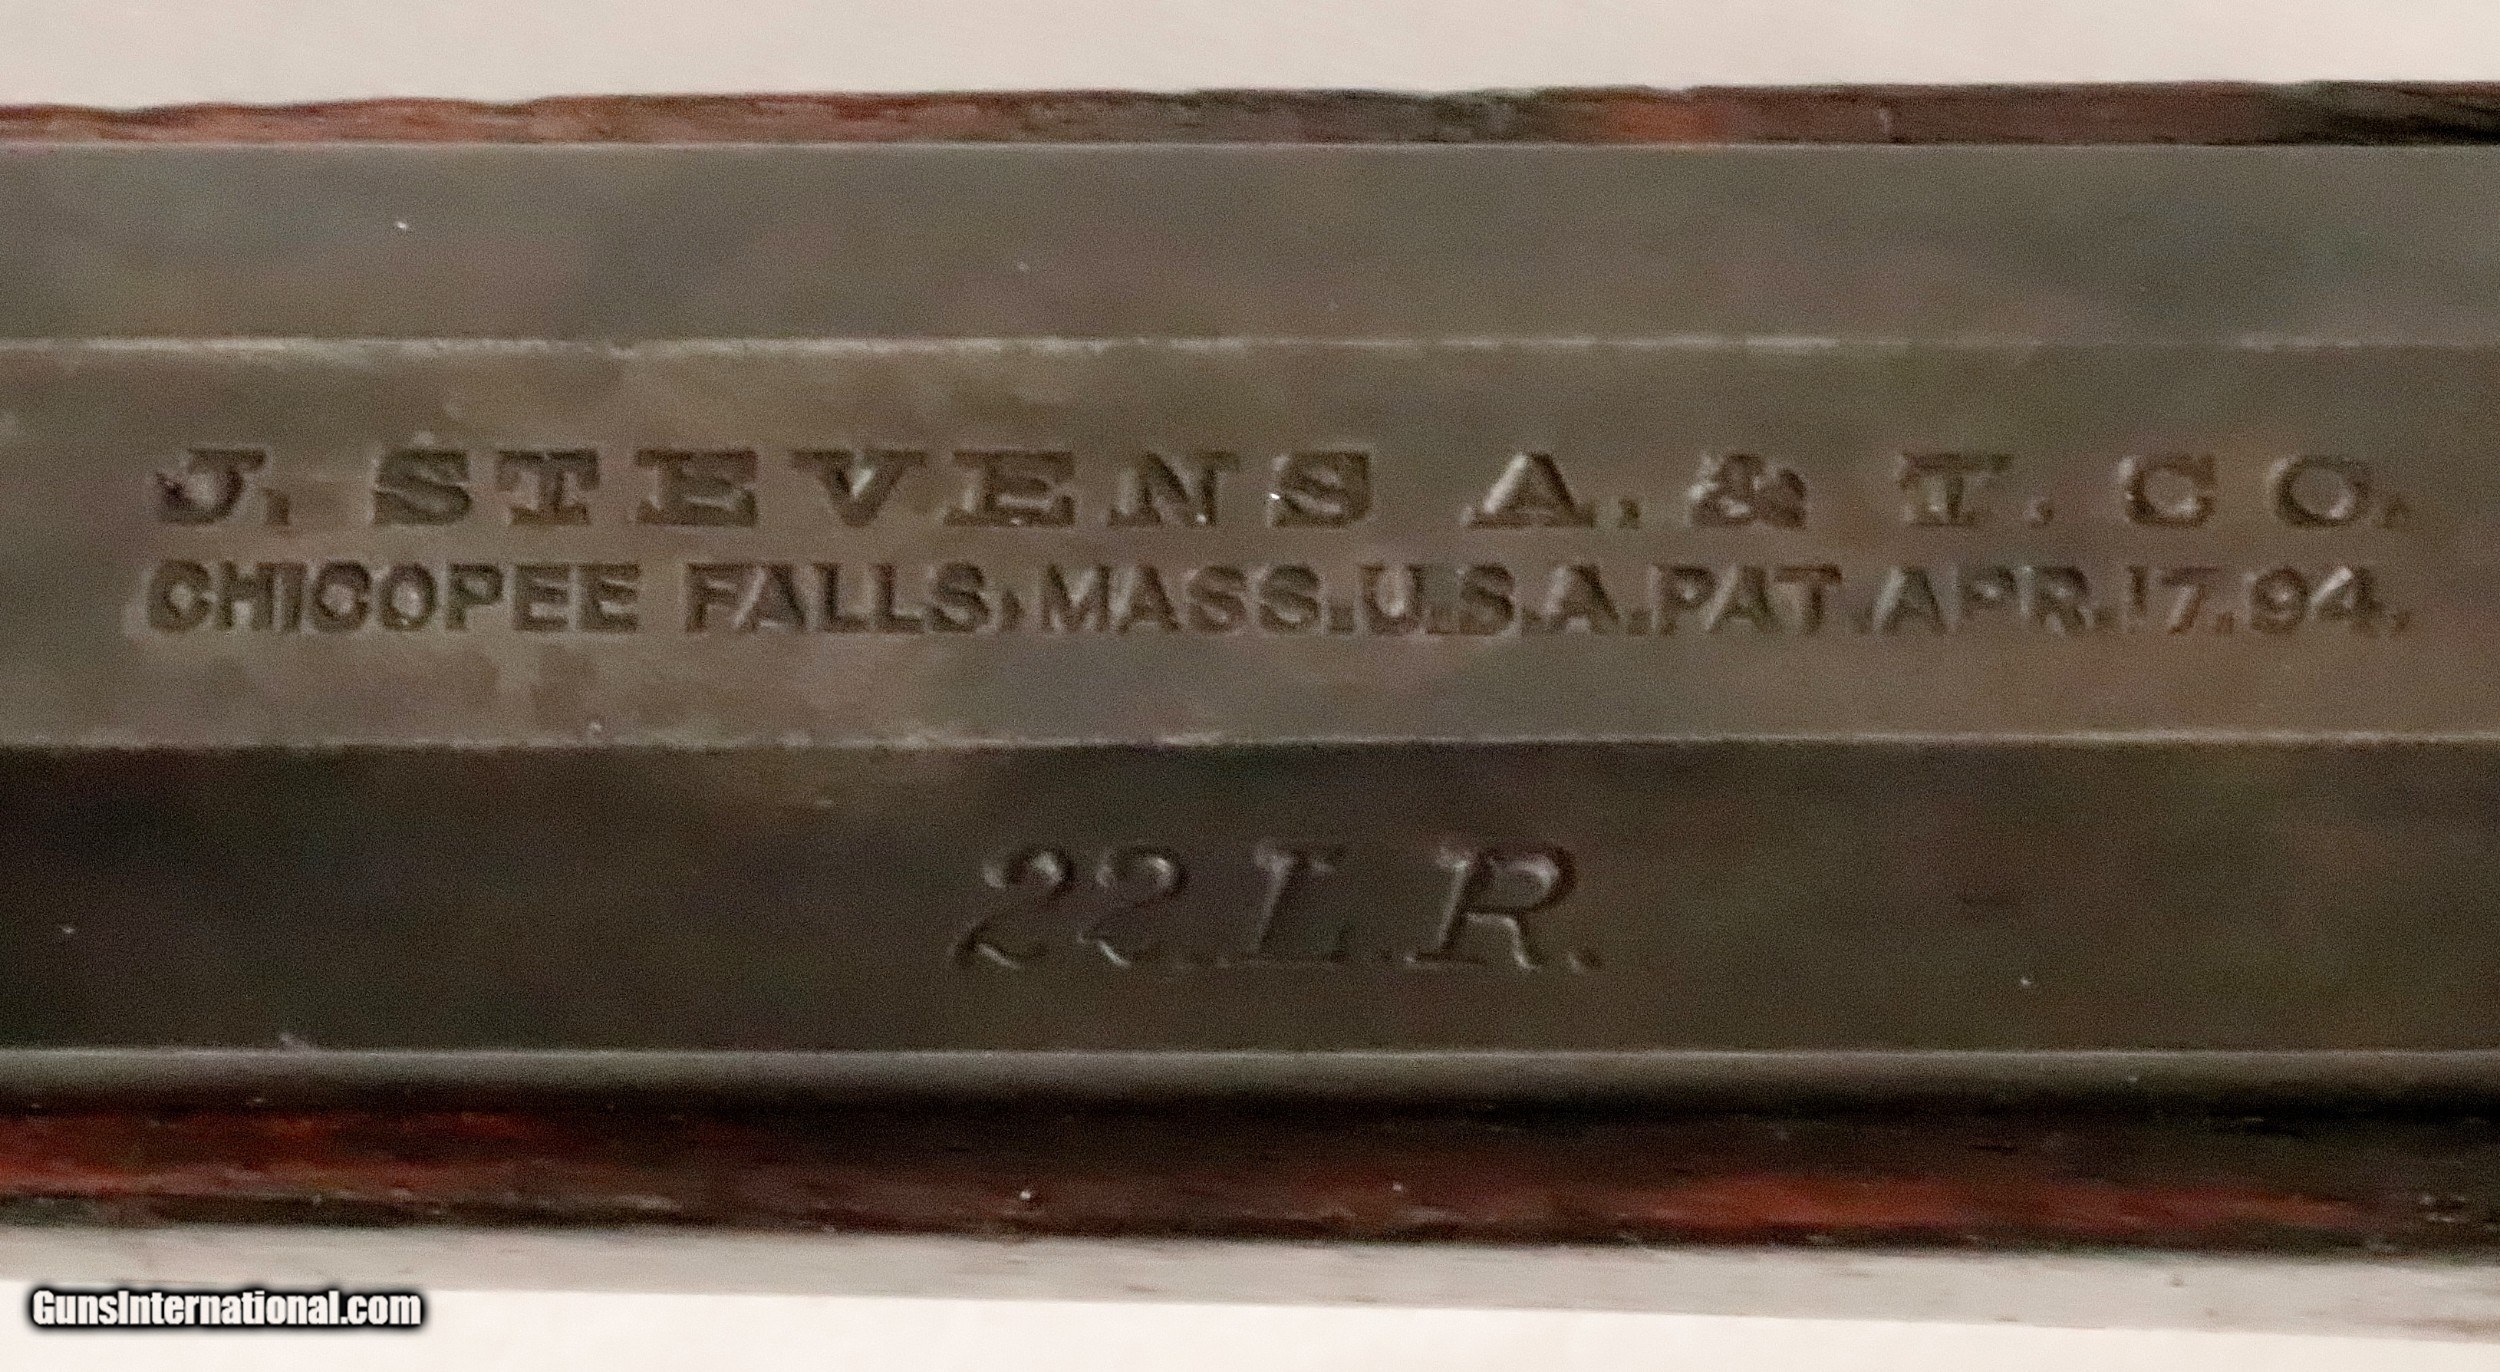 J. STEVENS A. & T. CO.
CHICOPEE FALLS, MASS. U.S.A. PAT. APR. 17. 94.
22 L.R.
GunsInternational.com